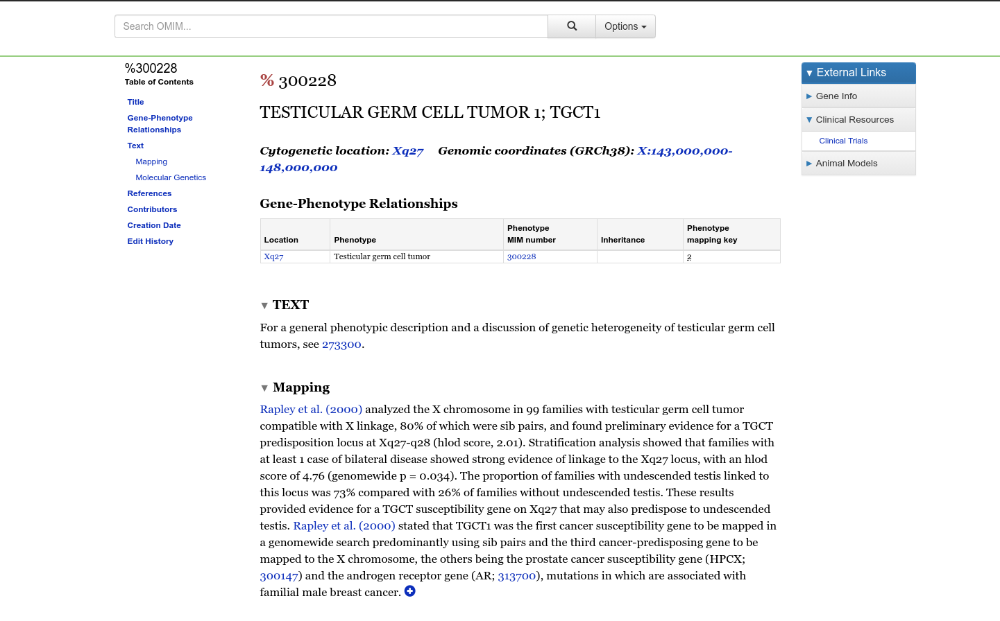 Search OMIM...
Options
%300228
Table of Contents
Title
Gene-Phenotype
Relationships
Text
Mapping
Molecular Genetics
References
Contributors
Creation Date
Edit History
% 300228
TESTICULAR GERM CELL TUMOR 1; TGCT1
Cytogenetic location: Xq27 Genomic coordinates (GRCh38): X:143,000,000-
148,000,000
Gene-Phenotype Relationships
Location Phenotype Phenotype MIM number Inheritance Phenotype mapping key
Xq27 Testicular germ cell tumor 300228 2
▼ TEXT
For a general phenotypic description and a discussion of genetic heterogeneity of testicular germ cell
tumors, see 273300.
▼ Mapping
Rapley et al. (2000) analyzed the X chromosome in 99 families with testicular germ cell tumor
compatible with X linkage, 80% of which were sib pairs, and found preliminary evidence for a TGCT
predisposition locus at Xq27-q28 (hlod score, 2.01). Stratification analysis showed that families with
at least 1 case of bilateral disease showed strong evidence of linkage to the Xq27 locus, with an hlod
score of 4.76 (genomewide p = 0.034). The proportion of families with undescended testis linked to
this locus was 73% compared with 26% of families without undescended testis. These results
provided evidence for a TGCT susceptibility gene on Xq27 that may also predispose to undescended
testis. Rapley et al. (2000) stated that TGCT1 was the first cancer susceptibility gene to be mapped in
a genomewide search predominantly using sib pairs and the third cancer-predisposing gene to be
mapped to the X chromosome, the others being the prostate cancer susceptibility gene (HPCX;
300147) and the androgen receptor gene (AR; 313700), mutations in which are associated with
familial male breast cancer.
▼ External Links
► Gene Info
▼ Clinical Resources
Clinical Trials
► Animal Models